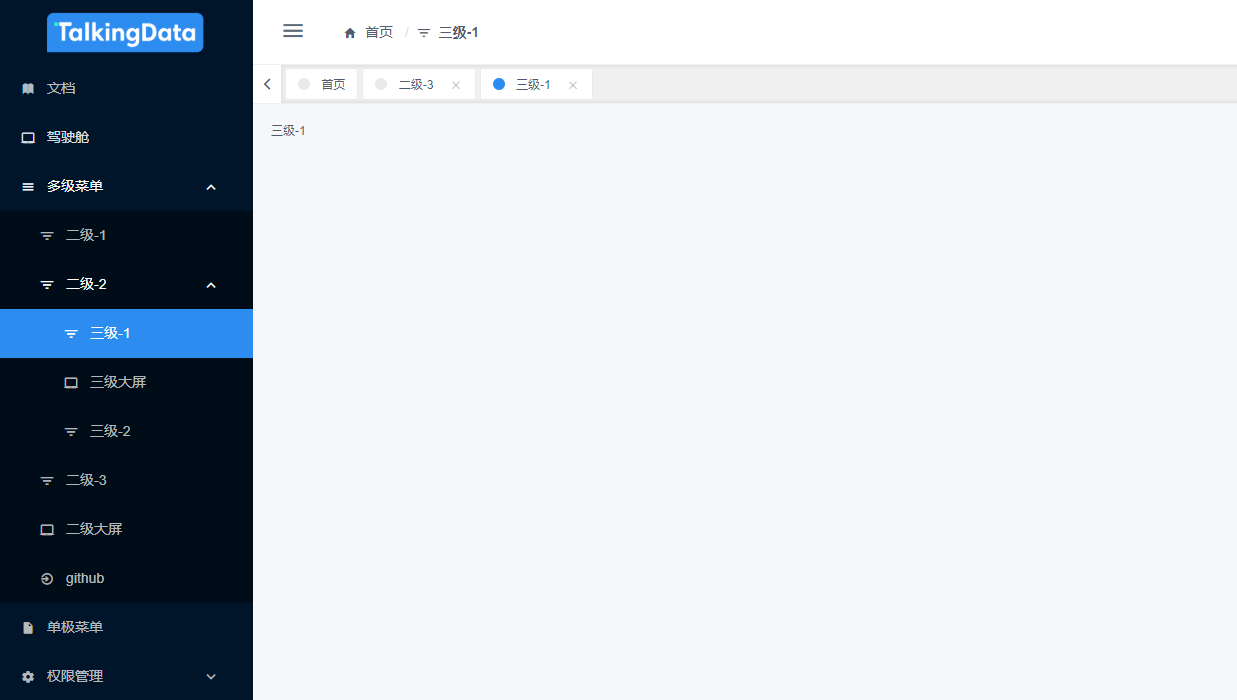 TalkingData
文档
驾驶舱
多级菜单
二级-1
二级-2
三级-1
三级大屏
三级-2
二级-3
二级大屏
github
单极菜单
权限管理
首页 / 三级-1
首页 二级-3 三级-1
三级-1